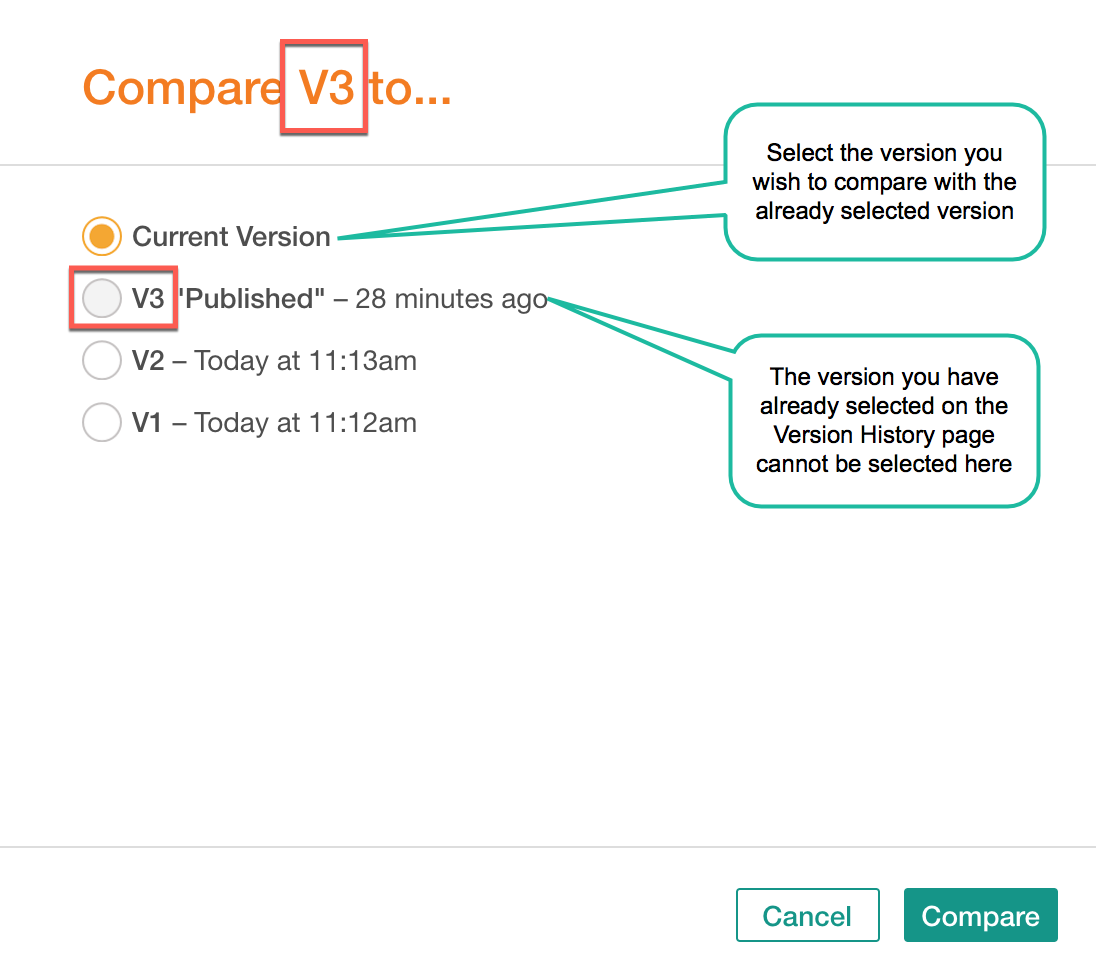 Compare V3 to...
Select the version you
wish to compare with the
already selected version
Current Version
V3 "Published" – 28 minutes ago
V2 – Today at 11:13am
V1 – Today at 11:12am
The version you have
already selected on the
Version History page
cannot be selected here
Cancel
Compare